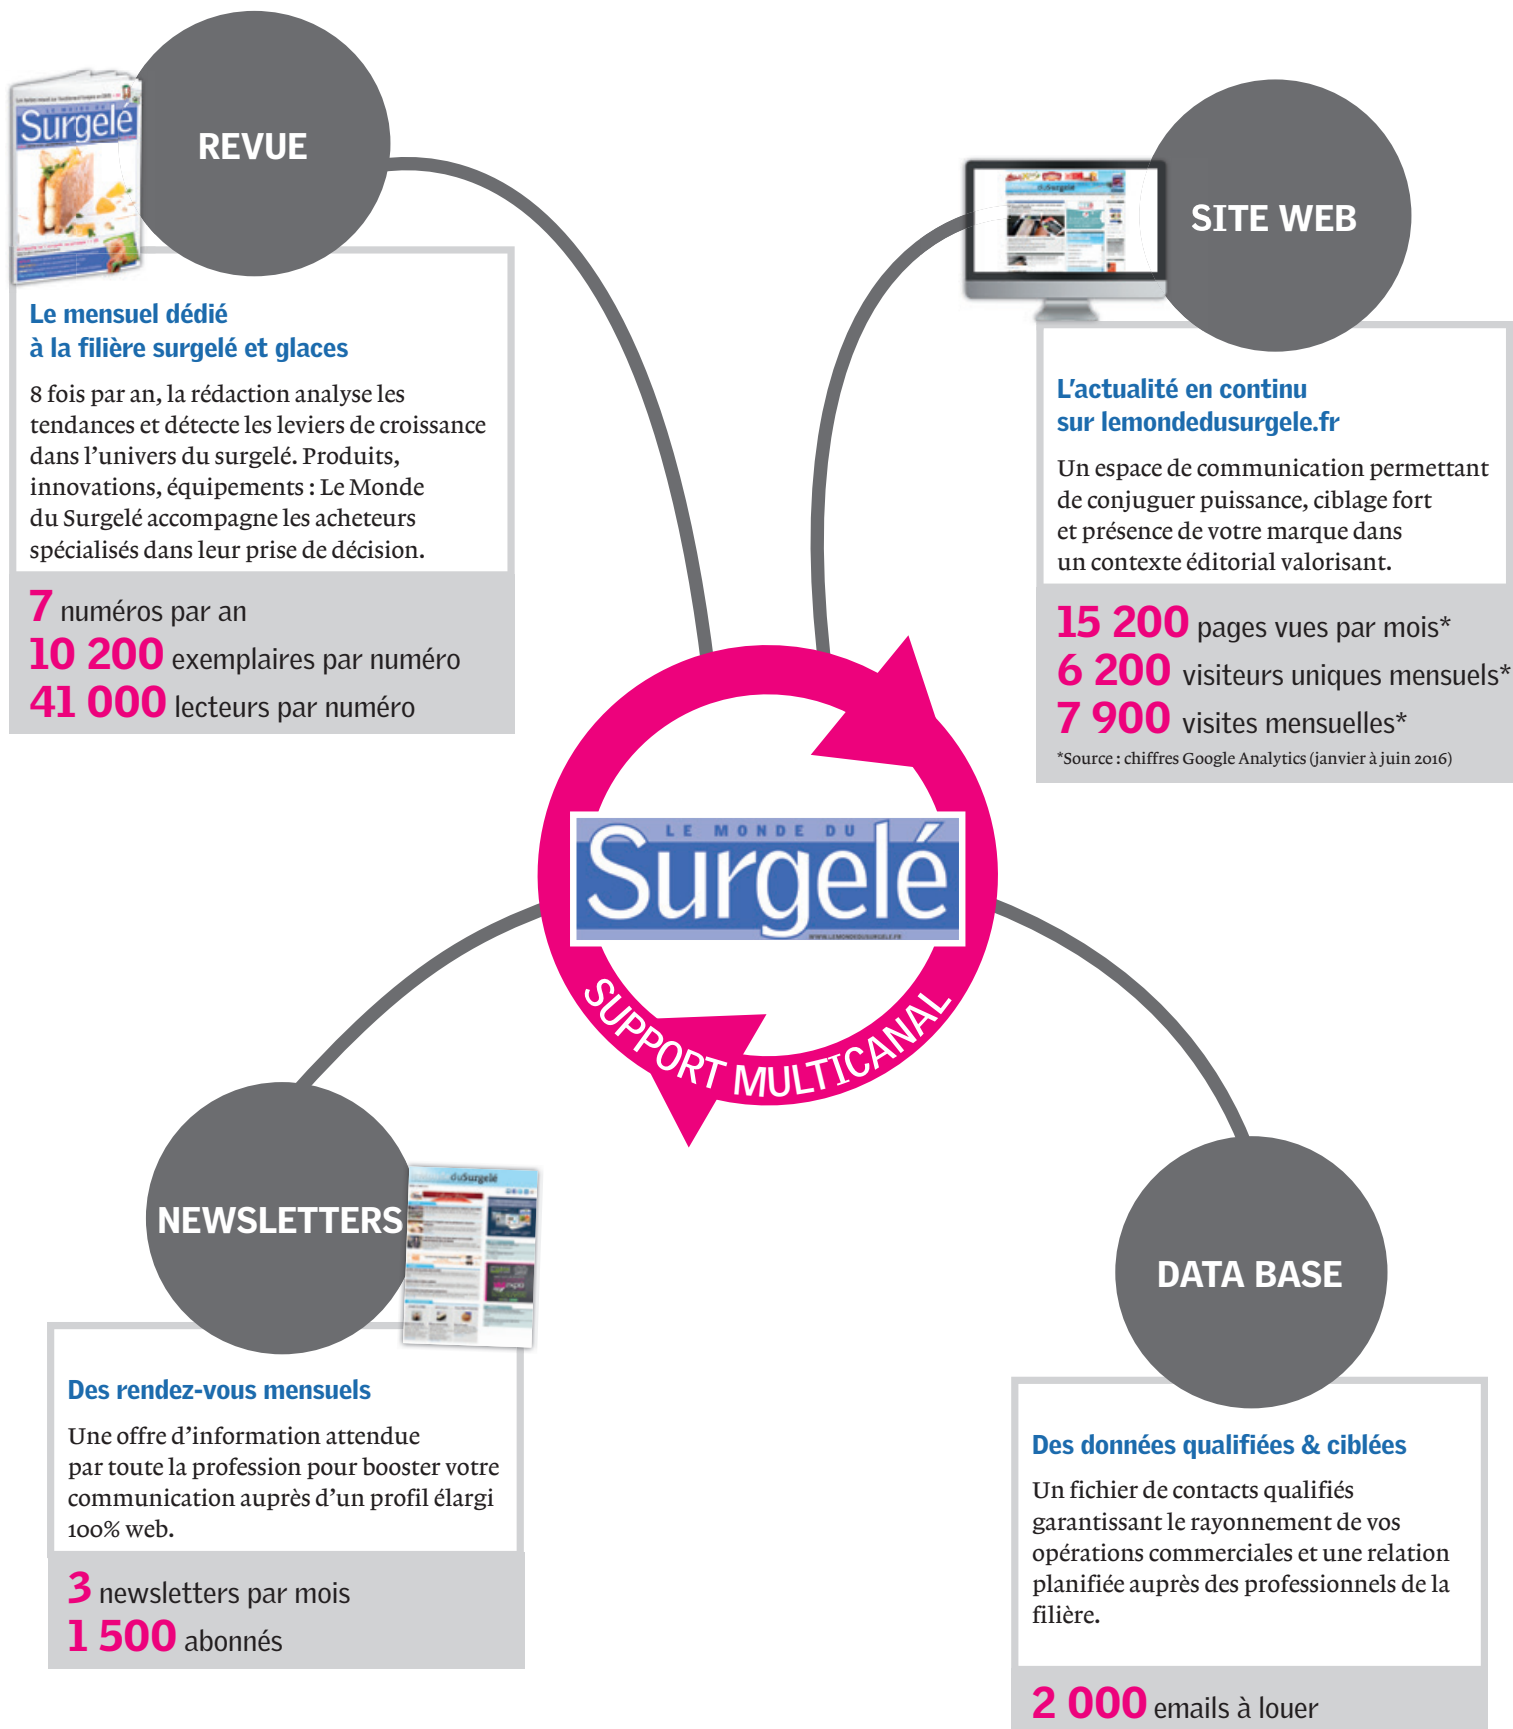 Surgelé
REVUE
Le mensuel dédié
à la filière surgelé et glaces
8 fois par an, la rédaction analyse les
tendances et détecte les leviers de croissance
dans l'univers du surgelé. Produits,
innovations, équipements : Le Monde
du Surgelé accompagne les acheteurs
spécialisés dans leur prise de décision.
7 numéros par an
10 200 exemplaires par numéro
41 000 lecteurs par numéro
duSurgelé
SITE WEB
L'actualité en continu
sur lemondedusurgele.fr
Un espace de communication permettant
de conjuguer puissance, ciblage fort
et présence de votre marque dans
un contexte éditorial valorisant.
15 200 pages vues par mois*
6 200 visiteurs uniques mensuels*
7 900 visites mensuelles*
*Source : chiffres Google Analytics (janvier à juin 2016)
LE MONDE DU
Surgelé
WWW.LEMONDEDUSURGELE.FR
SUPPORT MULTICANAL
NEWSLETTERS
duSurgelé
Des rendez-vous mensuels
Une offre d'information attendue
par toute la profession pour booster votre
communication auprès d'un profil élargi
100% web.
3 newsletters par mois
1 500 abonnés
DATA BASE
Des données qualifiées & ciblées
Un fichier de contacts qualifiés
garantissant le rayonnement de vos
opérations commerciales et une relation
planifiée auprès des professionnels de la
filière.
2 000 emails à louer